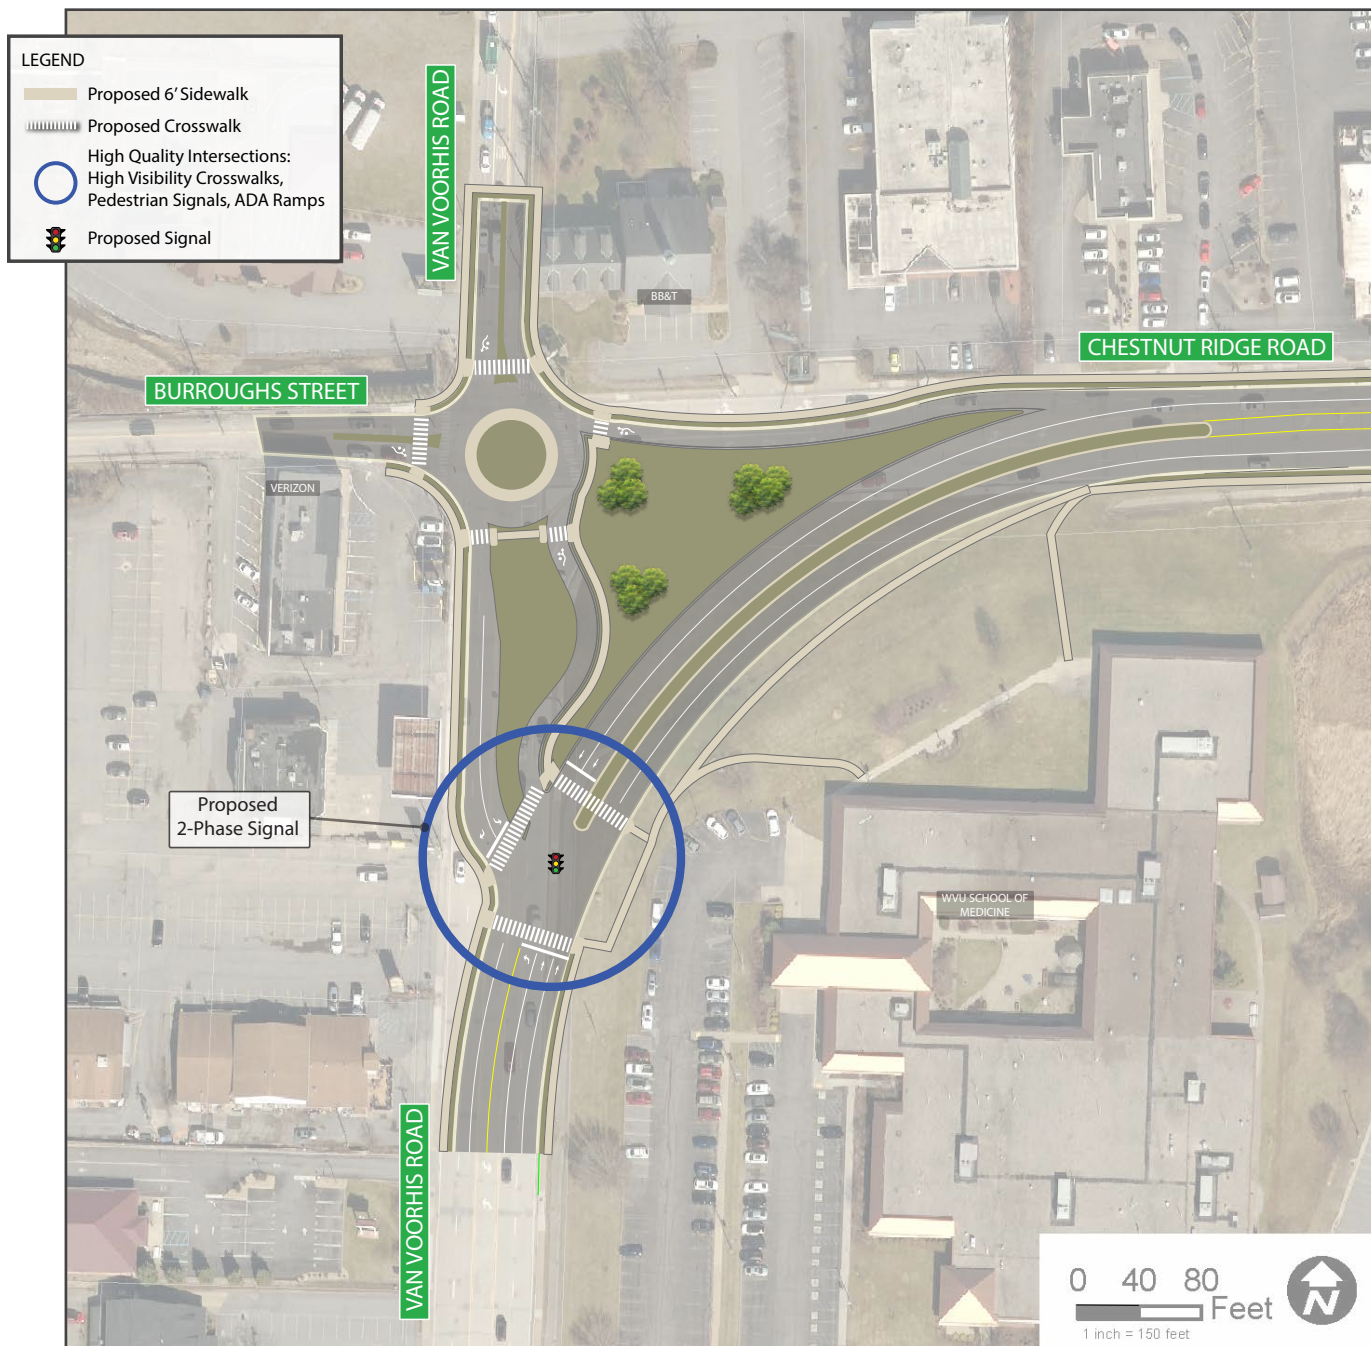 LEGEND
Proposed 6' Sidewalk
Proposed Crosswalk
High Quality Intersections:
High Visibility Crosswalks,
Pedestrian Signals, ADA Ramps
Proposed Signal
VAN VOORHIS ROAD
BB&T
CHESTNUT RIDGE ROAD
BURROUGHS STREET
VERIZON
Proposed
2-Phase Signal
WVU SCHOOL OF
MEDICINE
VAN VOORHIS ROAD
0 40 80
Feet
1 inch = 150 feet
N